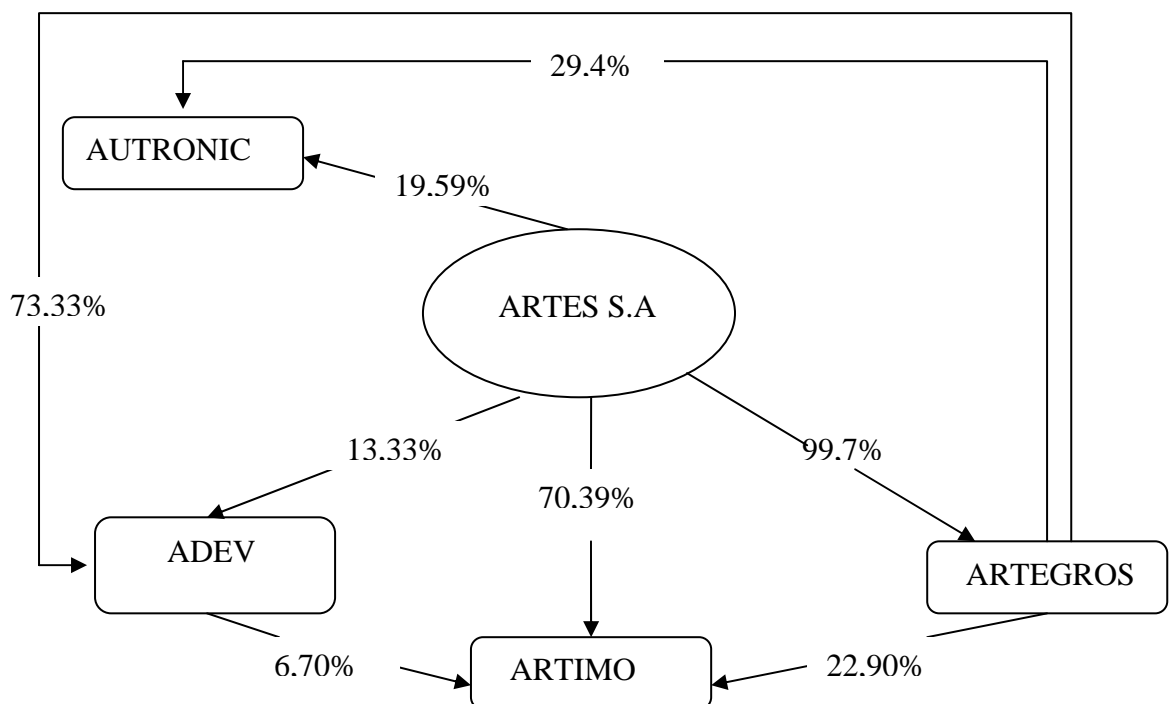 29,4%
AUTRONIC
19,59%
73,33%
ARTES S.A
13,33%
99,7%
70,39%
ADEV
ARTEGROS
6,70%
ARTIMO
22,90%